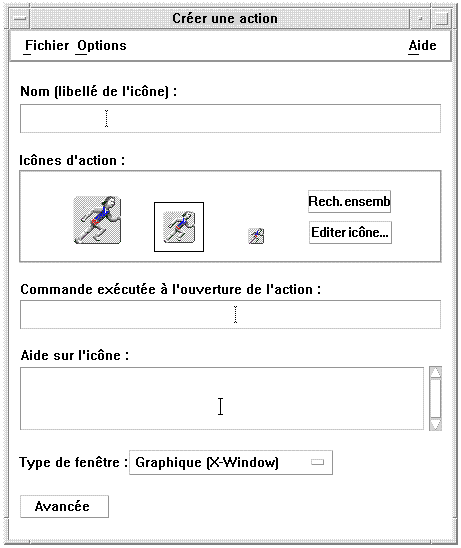 Créer une action
Fichier Options Aide
Nom (libellé de l'icône) :
Icônes d'action :
Rech. ensemb
Editer icône...
Commande exécutée à l'ouverture de l'action :
Aide sur l'icône :
Type de fenêtre : Graphique (X-Window)
Avancée